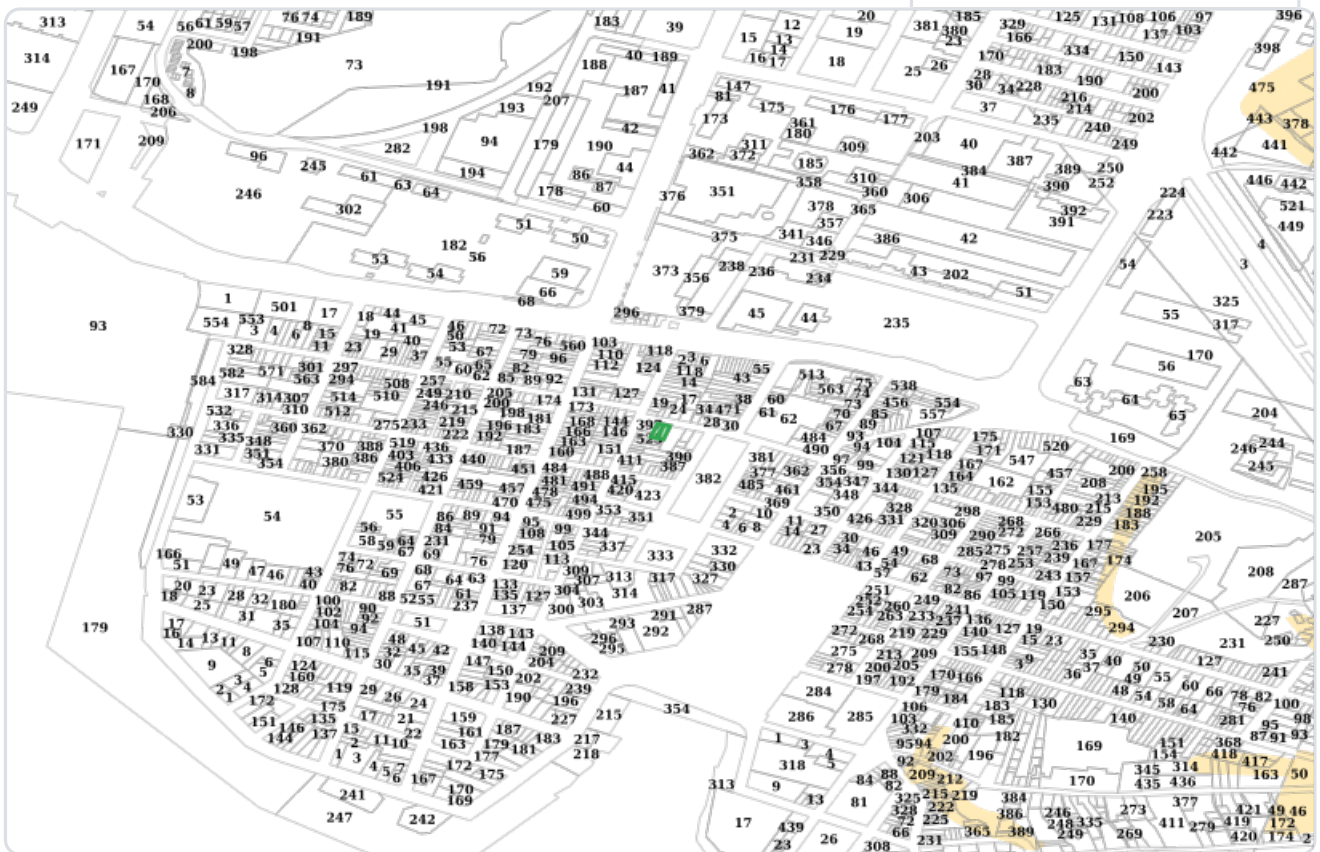 313 54 56 61 59 57 76 74 189 183 39 12 20 381 185 329 125 131 108 106 97 396
314 200 198 191 73 40 189 15 13 14 16 17 19 18 380 23 166 334 150 137 103 398
167 170 7 8 191 192 188 187 41 147 81 25 26 170 183 190 143 475
249 168 206 193 207 173 175 176 177 28 30 34 228 37 216 214 200 443 378
171 209 198 94 179 42 190 361 180 203 235 240 202 441
96 245 282 194 44 362 311 372 309 40 387 249 442
246 61 63 64 86 87 178 185 310 384 389 250 446 442
302 60 376 351 358 360 41 390 252 224 521
51 50 378 365 306 392 391 223 449
182 56 375 341 357 346 386 42 4
53 54 59 373 356 238 236 231 229 234 43 202 54 3
66 68 51 325
1 501 17 18 44 45 296 379 45 44 235 55 317
93 554 553 3 4 6 8 15 19 41 40 46 50 53 72 73 76 560 103 118
328 11 23 29 37 67 79 96 110 112 124 2 3 6 55 56 170
584 582 571 301 297 563 294 508 257 60 65 62 82 85 89 92 43 513 75 538 63
317 314 307 514 510 249 210 205 200 174 131 127 14 17 38 60 563 74 456 554 64
532 310 512 246 215 198 181 173 19 24 34 471 61 62 73 70 85 557 65 204
330 336 360 362 275 233 219 196 183 168 144 28 30 67 89 107 169
335 348 370 388 519 222 192 166 146 484 93 104 115 175 520 244
331 351 380 386 403 436 187 163 151 390 490 94 171 547 246
354 406 433 440 160 411 387 382 381 97 121 118 167 457 200 258 245
53 524 426 459 451 484 488 415 377 362 356 99 130 127 164 162 208 195
54 55 421 457 481 491 420 423 485 461 354 347 344 135 155 213 192
470 478 475 494 353 369 348 153 480 215 188
56 86 89 94 95 499 351 2 10 350 426 328 331 298 268 229 183 205
166 58 59 64 84 231 91 79 108 99 344 4 6 8 11 14 27 320 306 309 290 272 266 177
51 49 47 46 43 74 72 67 69 76 254 105 337 333 332 23 34 30 46 49 285 275 257 236 174 208
20 23 40 76 69 68 120 113 309 330 43 54 68 278 253 239 167 287
18 25 28 32 82 67 64 63 133 307 313 317 327 57 62 73 97 99 243 157 206
180 100 88 52 55 61 135 127 304 314 251 82 86 105 119 153 207
179 17 31 35 102 90 237 137 300 303 291 287 249 150 295 227
16 14 13 11 104 92 94 51 138 143 293 292 272 268 219 229 140 127 19 294 230 231 250
9 8 107 110 48 45 42 140 144 209 296 295 275 213 209 155 148 15 23 35
6 5 124 115 32 30 35 39 147 204 278 200 205 3 9 37 40 127 241
3 4 160 37 150 202 232 197 192 170 166 36 50 55 60
2 1 172 128 119 29 26 24 158 153 190 239 196 284 179 184 118 48 54 66 78 82 100
151 146 175 17 21 159 227 215 354 286 285 106 183 130 58 64 76 98
144 135 137 15 22 161 187 183 217 103 410 185 140 281 95
2 11 10 163 179 181 218 1 3 332 200 182 169 151 368 87 91 93
1 3 4 5 7 6 177 172 175 318 4 5 95 94 202 196 154 314 418 417
167 170 169 313 9 84 88 92 209 212 170 345 163 50
241 13 81 82 325 215 219 384 435 436
247 242 17 439 328 222 386 246 335 273 377 421 49 46
23 26 72 225 365 389 248 411 279 419 172
66 308 231 249 269 420 174 2